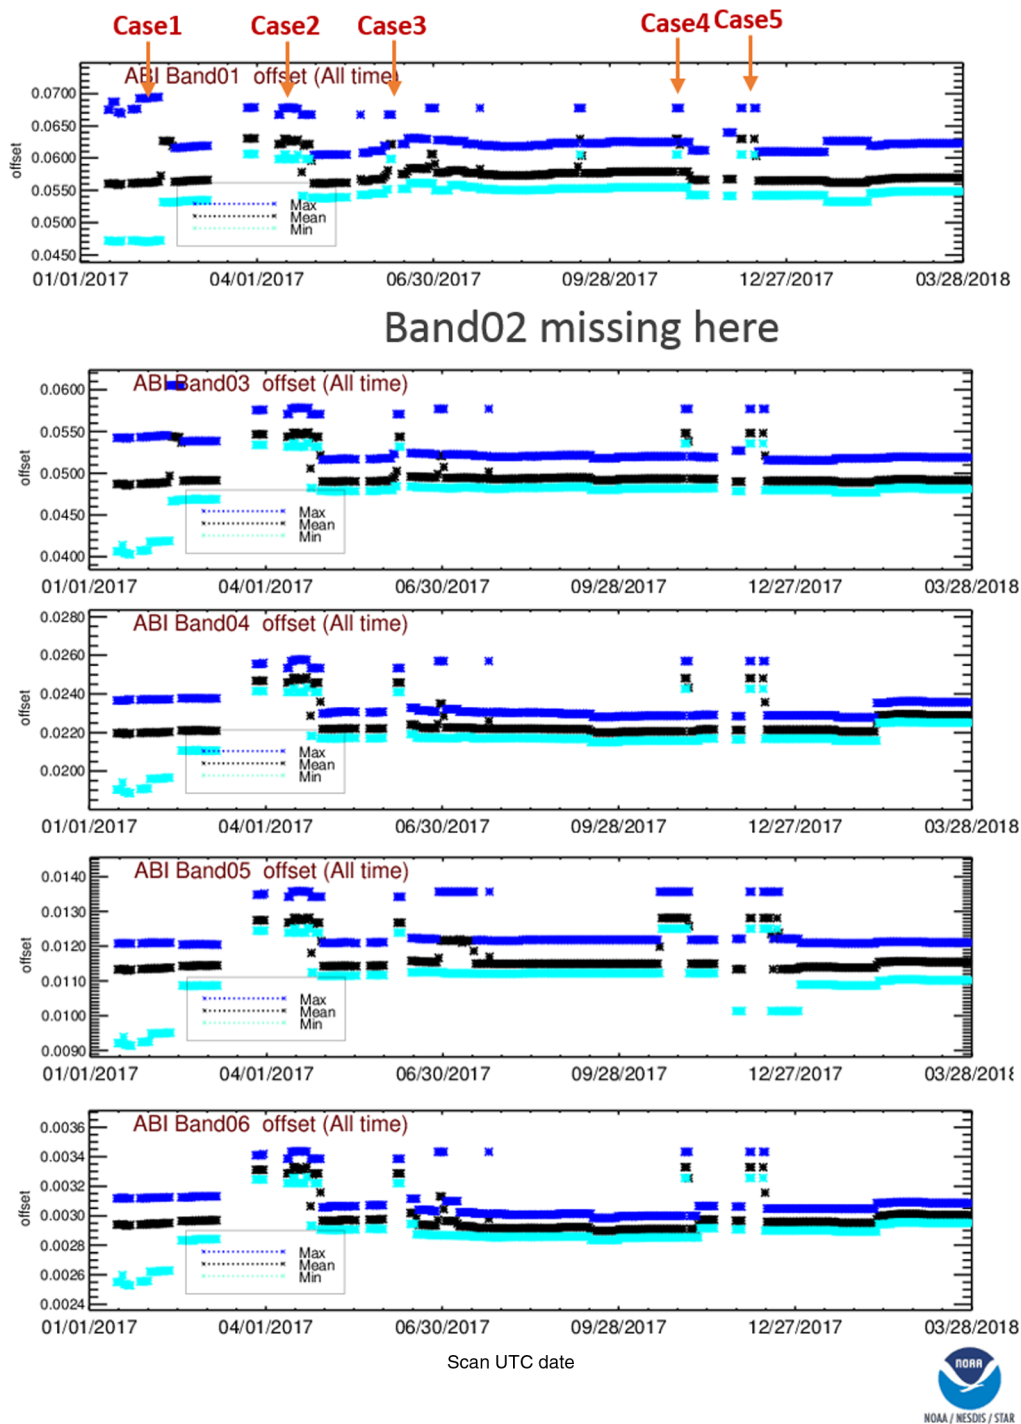 Case1 Case2 Case3 Case4 Case5
ABI Band01 offset (All time)
0.0700
0.0650
0.0600
0.0550
0.0500
0.0450
offset
Max
Mean
Min
01/01/2017 04/01/2017 06/30/2017 09/28/2017 12/27/2017 03/28/2018
Band02 missing here
ABI Band03 offset (All time)
0.0600
0.0550
0.0500
0.0450
0.0400
offset
Max
Mean
Min
01/01/2017 04/01/2017 06/30/2017 09/28/2017 12/27/2017 03/28/2018
ABI Band04 offset (All time)
0.0280
0.0260
0.0240
0.0220
0.0200
offset
Max
Mean
Min
01/01/2017 04/01/2017 06/30/2017 09/28/2017 12/27/2017 03/28/2018
ABI Band05 offset (All time)
0.0140
0.0130
0.0120
0.0110
0.0100
0.0090
offset
Max
Mean
Min
01/01/2017 04/01/2017 06/30/2017 09/28/2017 12/27/2017 03/28/2018
ABI Band06 offset (All time)
0.0036
0.0034
0.0032
0.0030
0.0028
0.0026
0.0024
offset
Max
Mean
Min
01/01/2017 04/01/2017 06/30/2017 09/28/2017 12/27/2017 03/28/2018
Scan UTC date
NOAA
NOAA / NESDIS / STAR